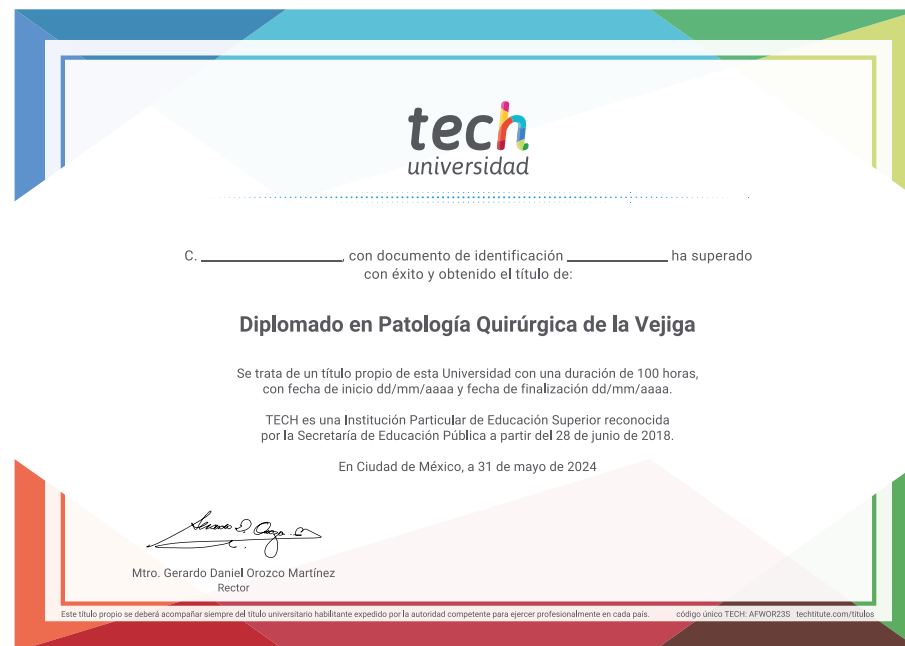 tech
universidad
C. ____________________, con documento de identificación ______________ ha superado
con éxito y obtenido el título de:
Diplomado en Patología Quirúrgica de la Vejiga
Se trata de un título propio de esta Universidad con una duración de 100 horas,
con fecha de inicio dd/mm/aaaa y fecha de finalización dd/mm/aaaa.
TECH es una Institución Particular de Educación Superior reconocida
por la Secretaría de Educación Pública a partir del 28 de junio de 2018.
En Ciudad de México, a 31 de mayo de 2024
Mtro. Gerardo Daniel Orozco Martínez
Rector
Este título propio se deberá acompañar siempre del título universitario habilitante expedido por la autoridad competente para ejercer profesionalmente en cada país. código único TECH: AFWOR23S techtitute.com/títulos